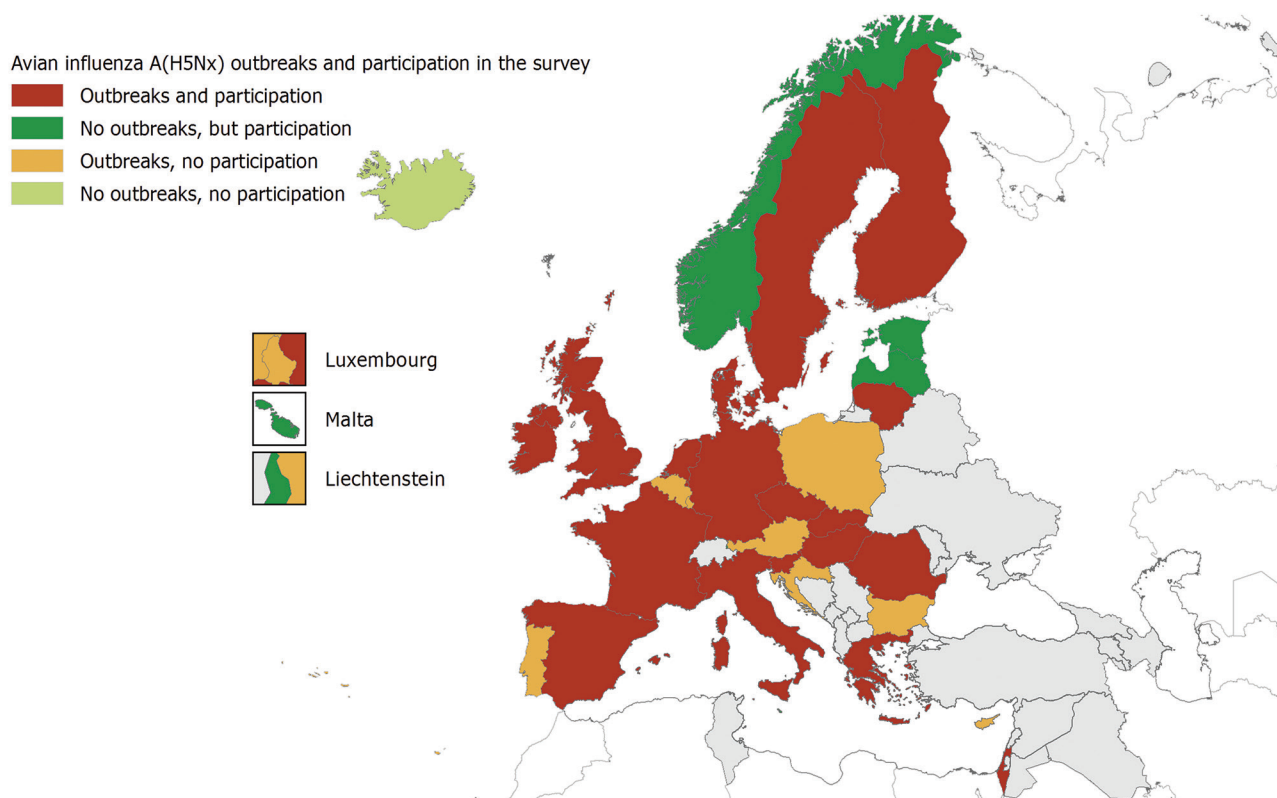 Avian influenza A(H5Nx) outbreaks and participation in the survey
Outbreaks and participation
No outbreaks, but participation
Outbreaks, no participation
No outbreaks, no participation
Luxembourg
Malta
Liechtenstein